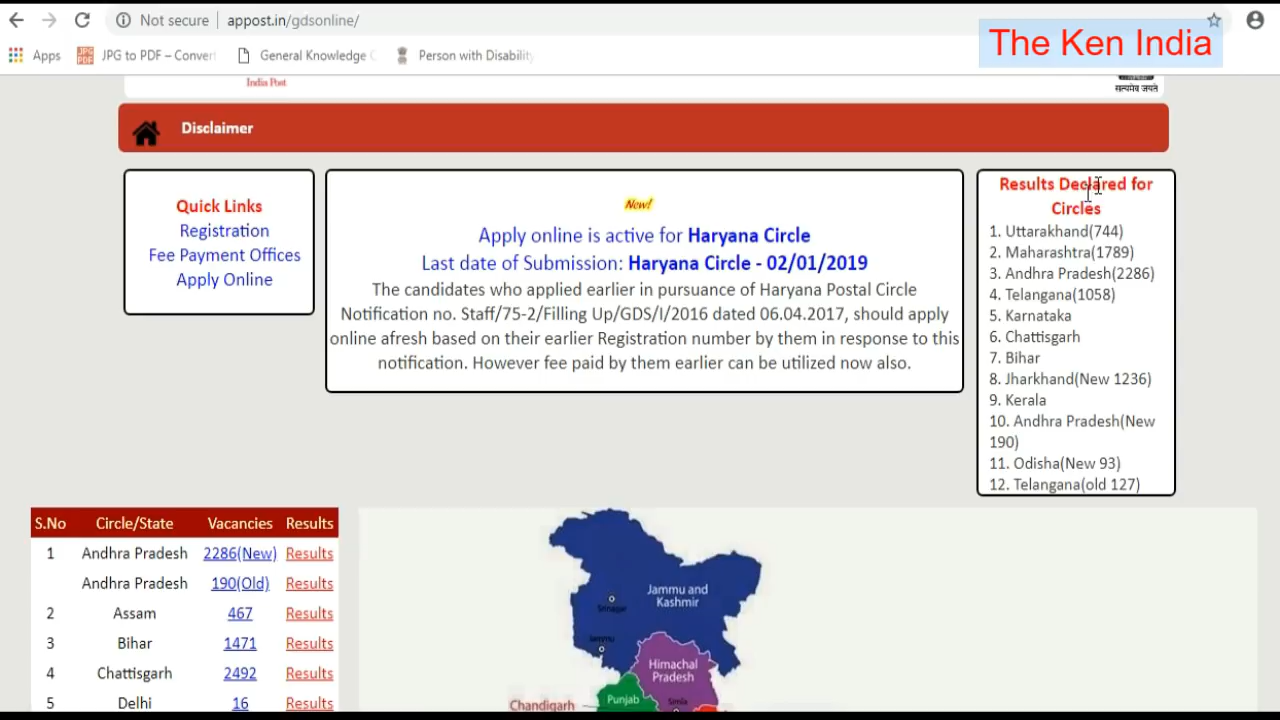 Not secure
appost.in/gdsonline/
The Ken India
Apps
JPG to PDF – Conver
General Knowledge
Person with Disability
India Post
सत्यमेव जयते
Disclaimer
Quick Links
Registration
Fee Payment Offices
Apply Online
New!
Apply online is active for Haryana Circle
Last date of Submission: Haryana Circle - 02/01/2019
The candidates who applied earlier in pursuance of Haryana Postal Circle
Notification no. Staff/75-2/Filling Up/GDS/I/2016 dated 06.04.2017, should apply
online afresh based on their earlier Registration number by them in response to this
notification. However fee paid by them earlier can be utilized now also.
Results Declared for
Circles
1. Uttarakhand(744)
2. Maharashtra(1789)
3. Andhra Pradesh(2286)
4. Telangana(1058)
5. Karnataka
6. Chattisgarh
7. Bihar
8. Jharkhand(New 1236)
9. Kerala
10. Andhra Pradesh(New
190)
11. Odisha(New 93)
12. Telangana(old 127)
S.No Circle/State Vacancies Results
1 Andhra Pradesh 2286(New) Results
Andhra Pradesh 190(Old) Results
2 Assam 467 Results
3 Bihar 1471 Results
4 Chattisgarh 2492 Results
5 Delhi 16 Results
Jammu and
Kashmir
Srinagar
Jammu
Himachal
Pradesh
Simla
Punjab
Chandigarh